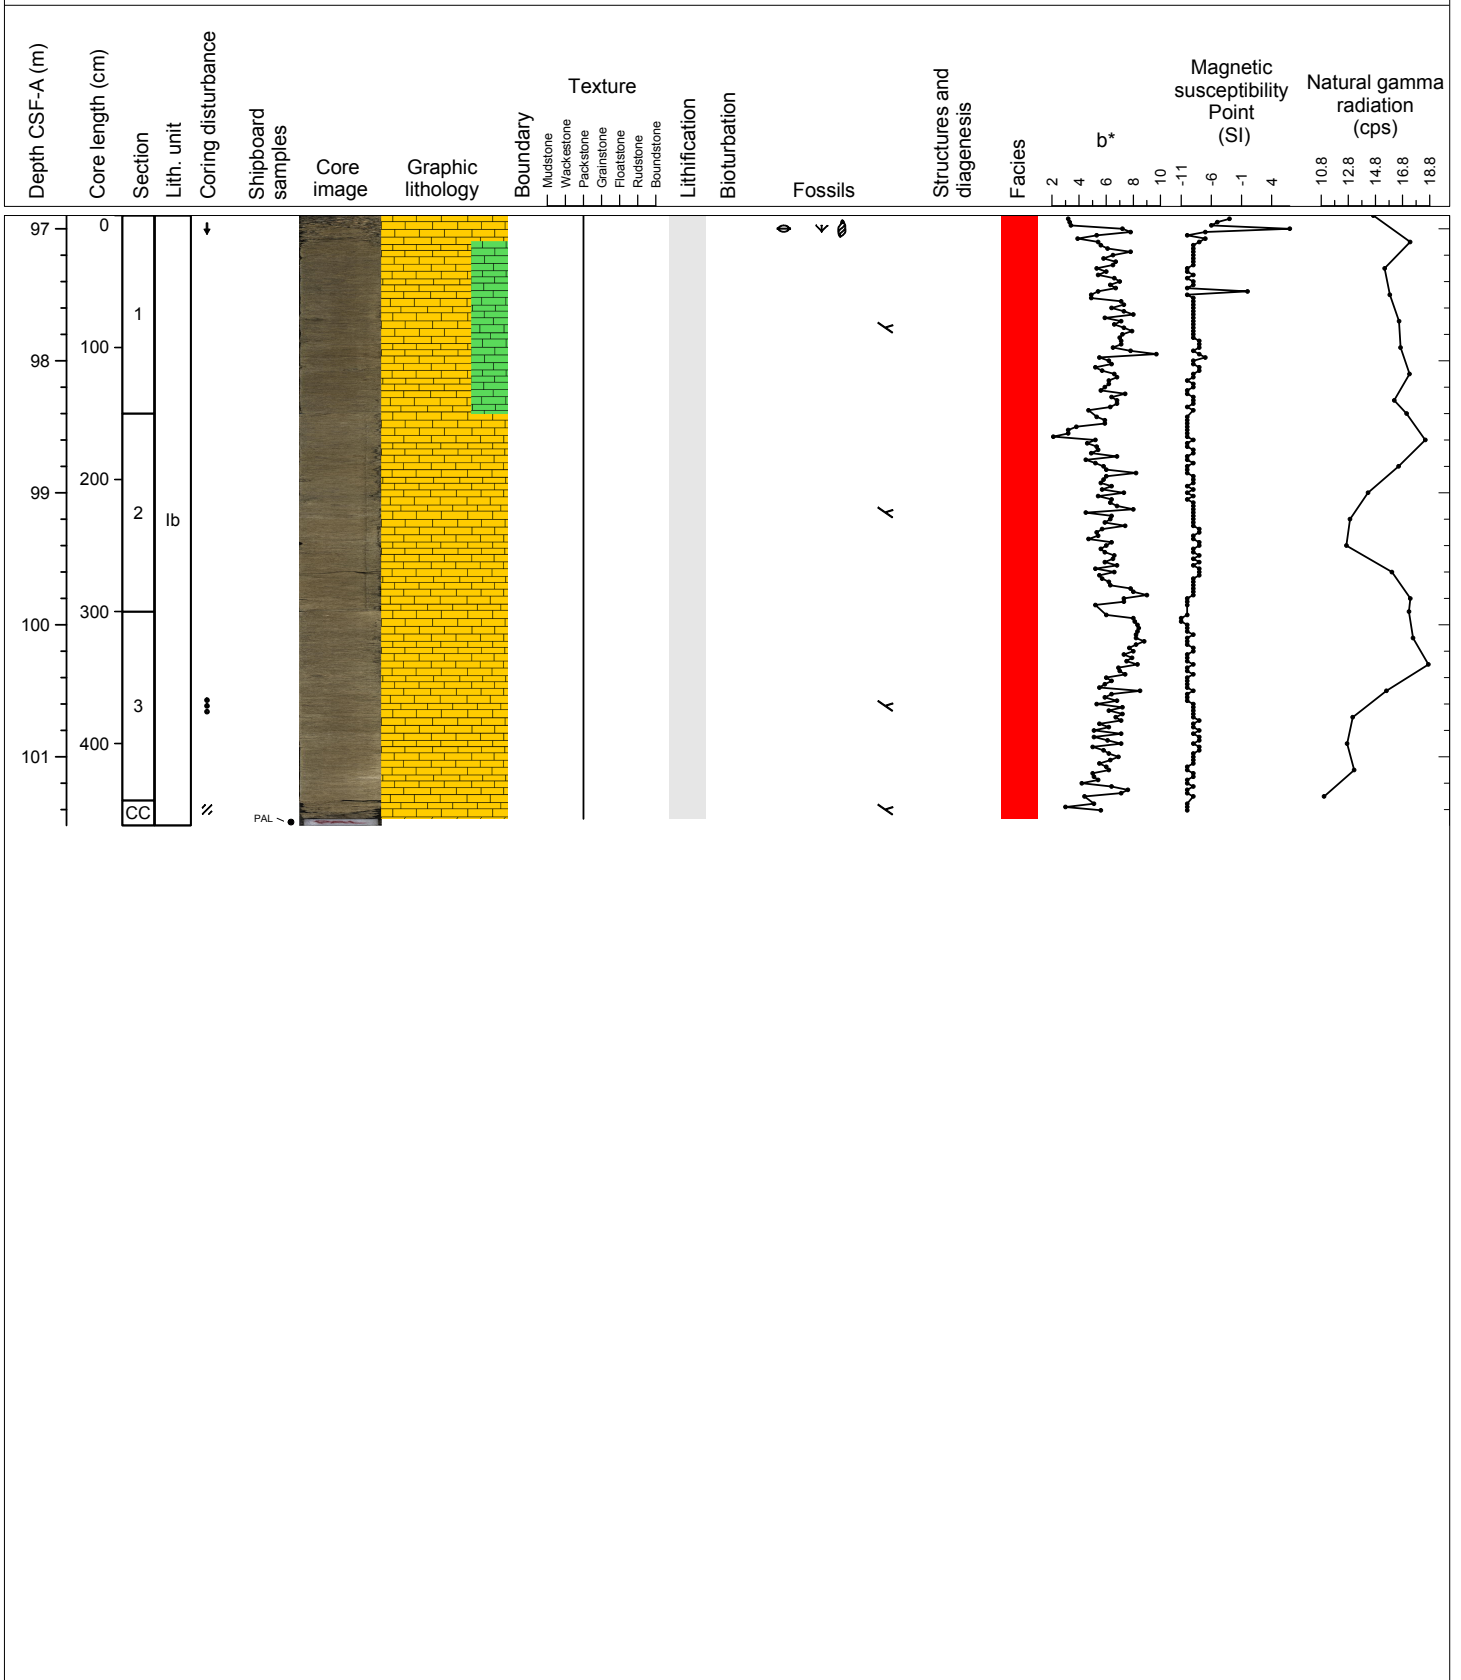 Depth CSF-A (m)
Core length (cm)
Section
Lith. unit
Coring disturbance
Shipboard
samples
Core
image
Graphic
lithology
Boundary
Texture
Mudstone
Wackestone
Packstone
Grainstone
Floatstone
Rudstone
Boundstone
Lithification
Bioturbation
Fossils
Structures and
diagenesis
Facies
b*
2 4 6 8 10
Magnetic
susceptibility
Point
(SI)
-11 -6 -1 4
Natural gamma
radiation
(cps)
10.8 12.8 14.8 16.8 18.8
97
98
99
100
101
0
100
200
300
400
1
2
3
CC
Ib
PAL